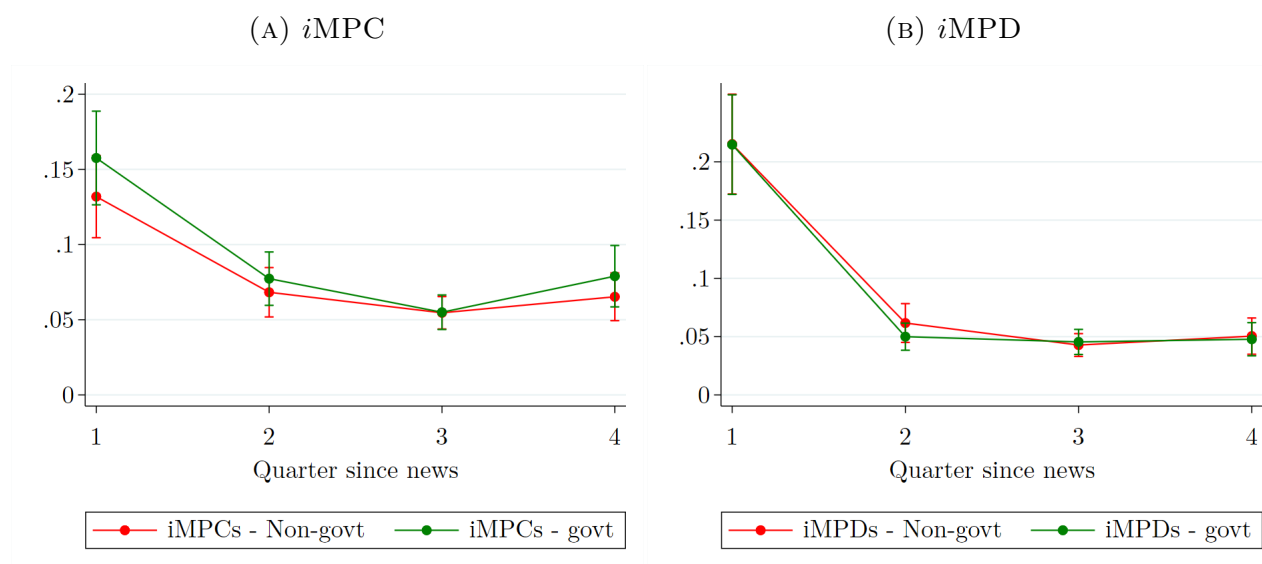 (A) iMPC
.2
.15
.1
.05
0
1 2 3 4
Quarter since news
iMPCs - Non-govt iMPCs - govt
(B) iMPD
.2
.15
.1
.05
0
1 2 3 4
Quarter since news
iMPDs - Non-govt iMPDs - govt